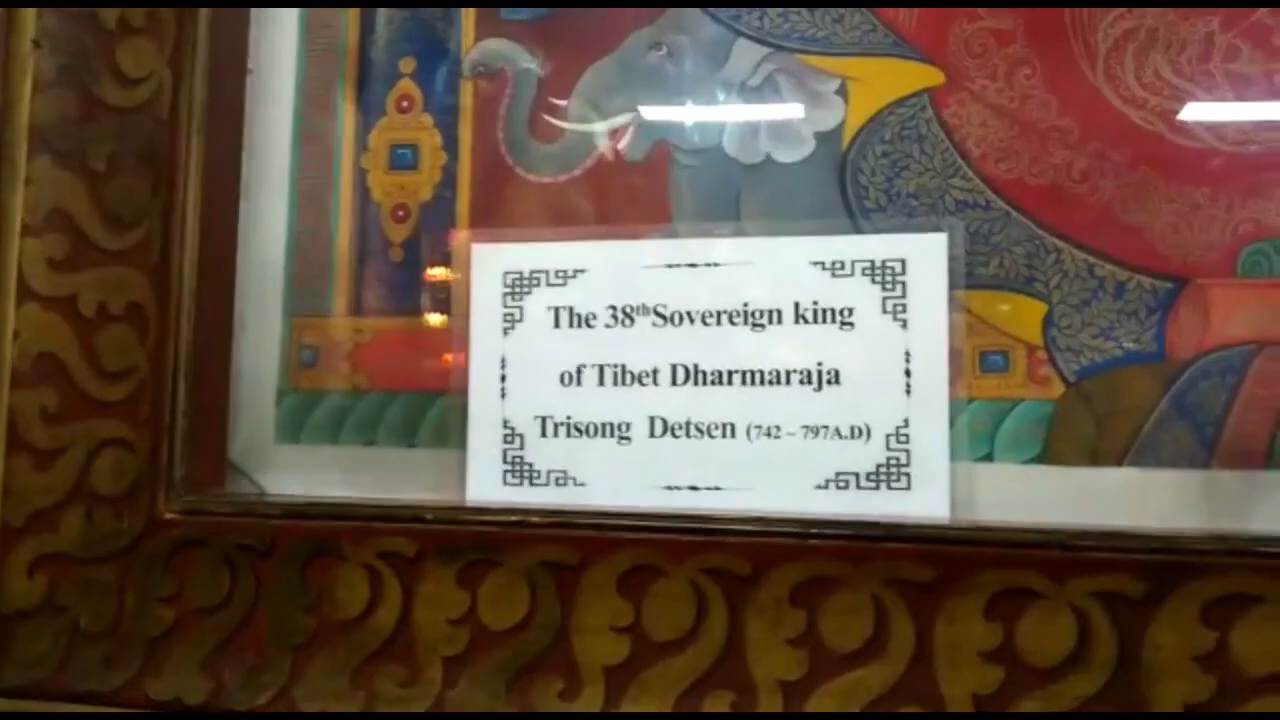 The 38thSovereign king
of Tibet Dharmaraja
Trisong Detsen (742 – 797A.D)